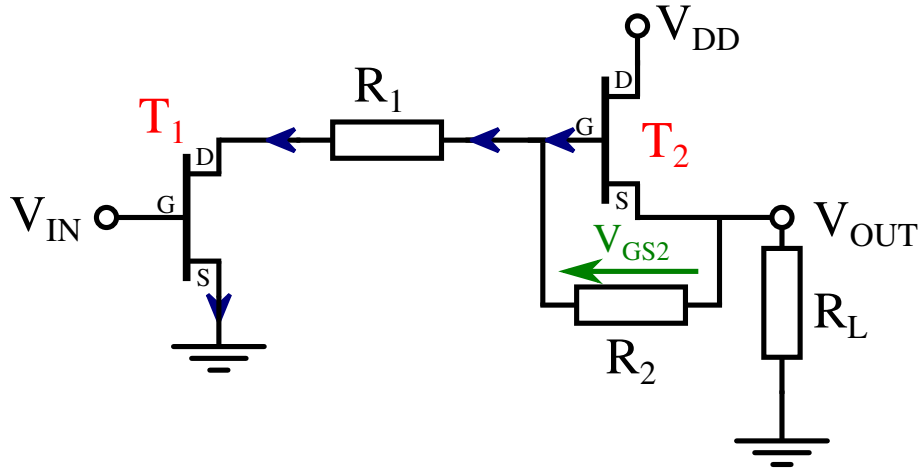 V_DD
D
R_1
T_1
G
T_2
D
S
G
V_IN
V_OUT
V_GS2
S
R_L
R_2